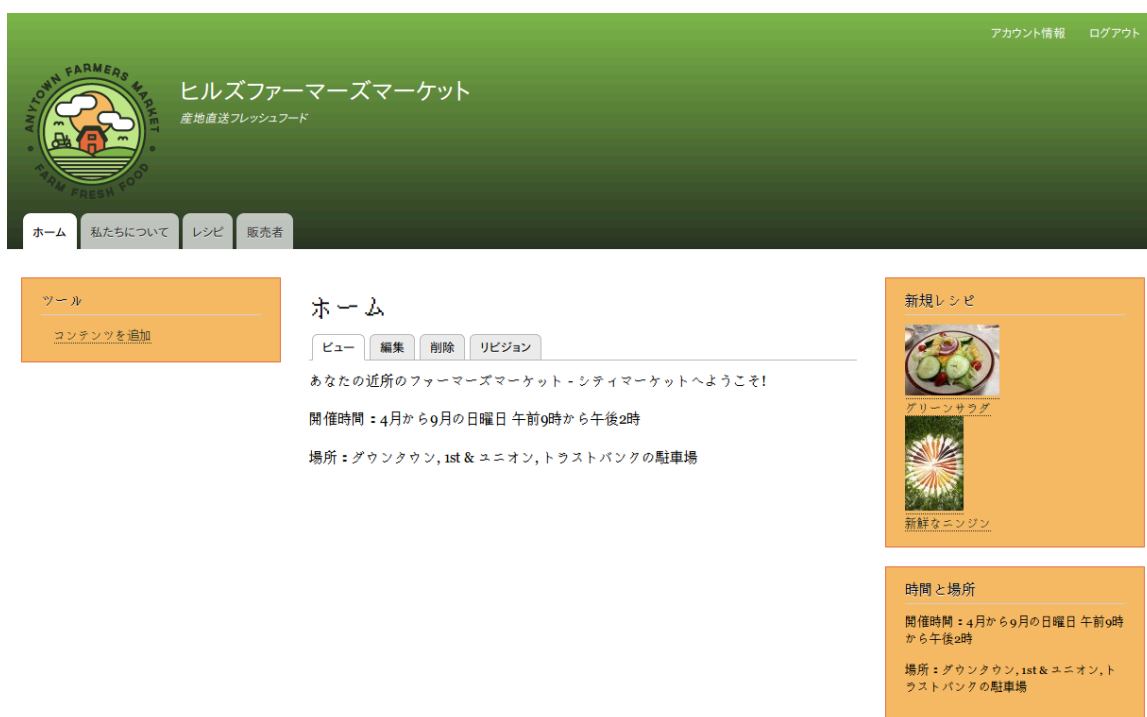 アカウント情報 ログアウト
ANYTOWN FARMERS MARKET
FARM FRESH FOOD
ヒルズファーマーズマーケット
産地直送フレッシュフード
ホーム 私たちについて レシピ 販売者
ツール
コンテンツを追加
ホーム
ビュー 編集 削除 リビジョン
あなたの近所のファーマーズマーケット - シティマーケットへようこそ!
開催時間：4月から9月の日曜日 午前9時から午後2時
場所：ダウンタウン, 1st & ユニオン, トラストバンクの駐車場
新規レシピ
グリーンサラダ
新鮮なニンジン
時間と場所
開催時間：4月から9月の日曜日 午前9時
から午後2時
場所：ダウンタウン, 1st & ユニオン, ト
ラストバンクの駐車場